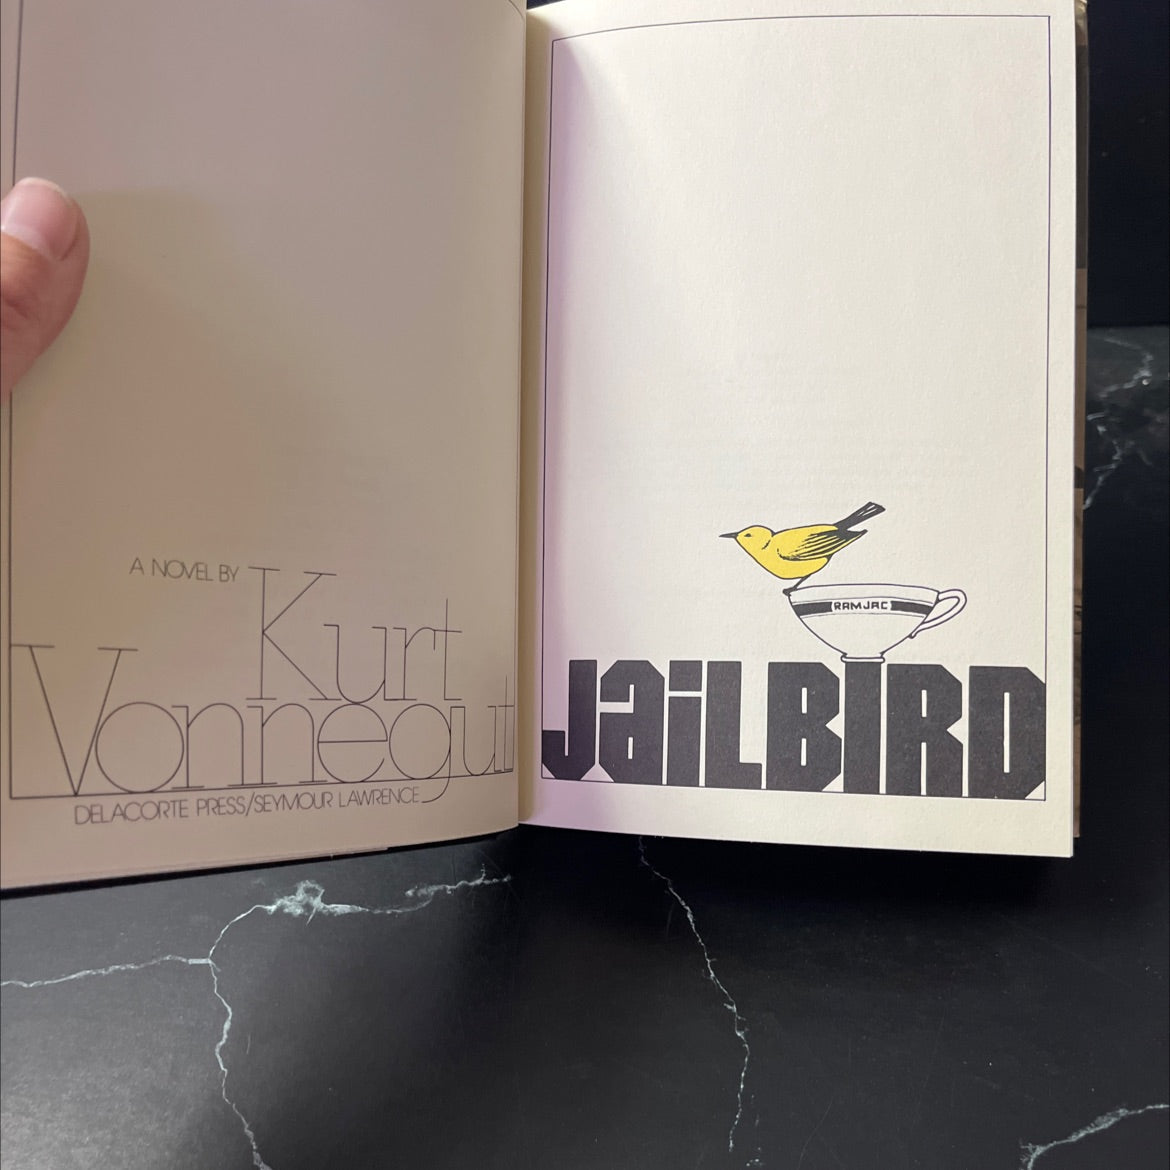 A NOVEL BY
Kurt
Vonnegut
DELACORTE PRESS/SEYMOUR LAWRENCE
RAMJAC
JaiLBIRD